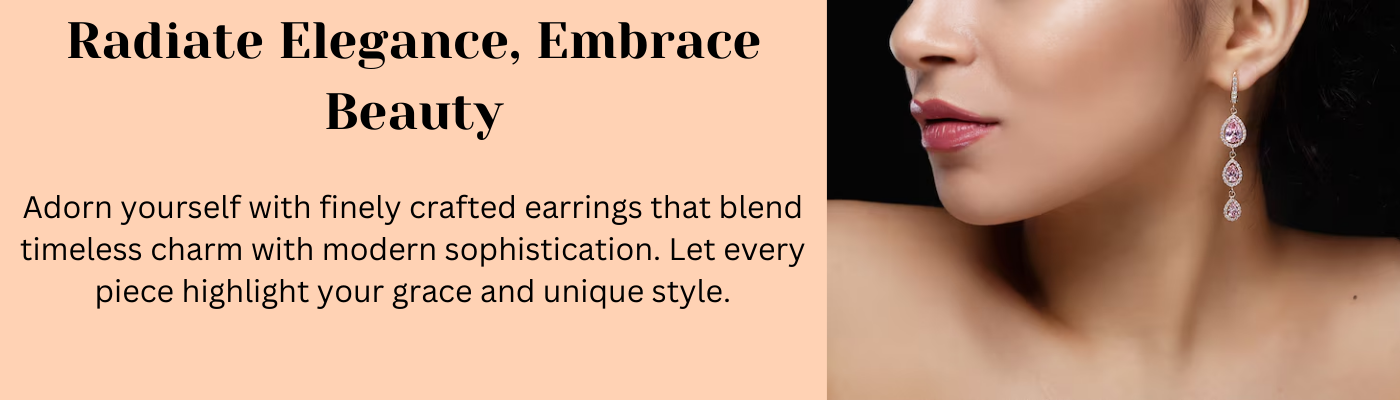 Radiate Elegance, Embrace
Beauty
Adorn yourself with finely crafted earrings that blend
timeless charm with modern sophistication. Let every
piece highlight your grace and unique style.